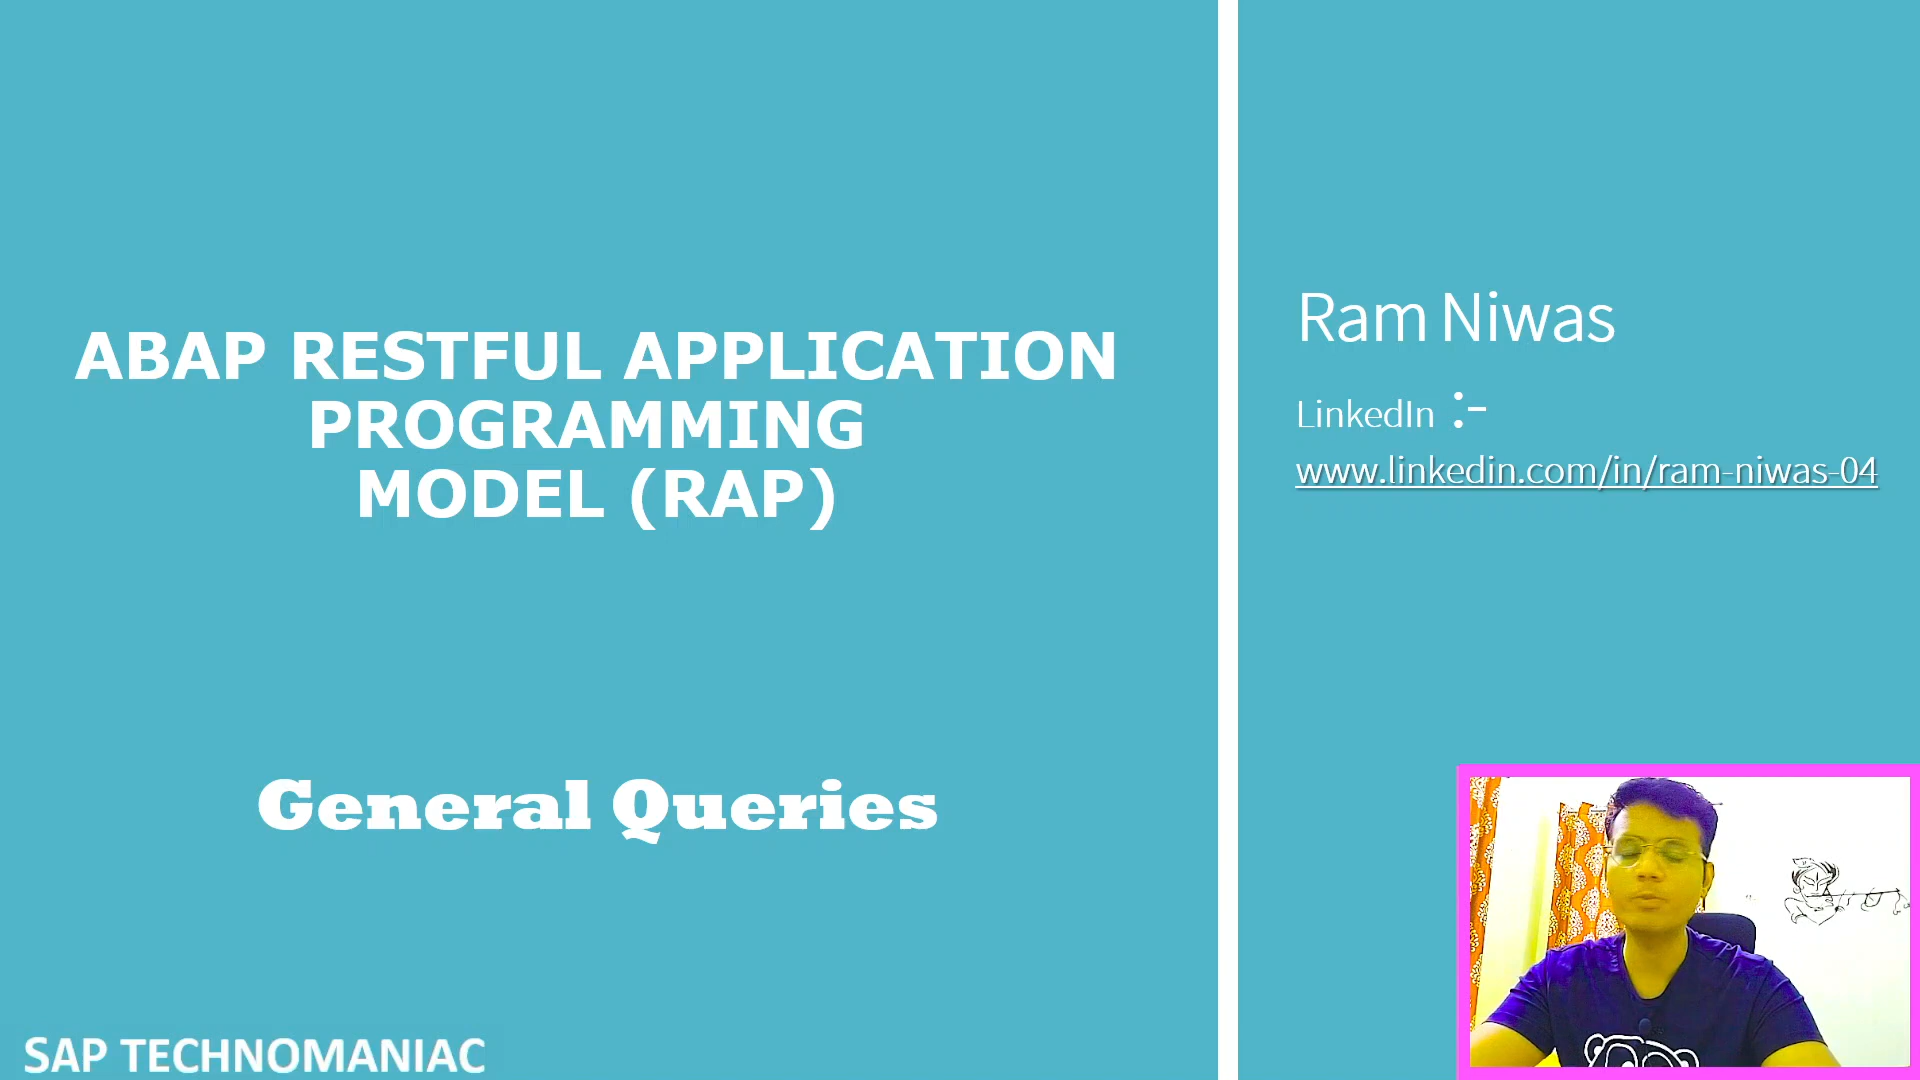 ABAP RESTFUL APPLICATION
PROGRAMMING
MODEL (RAP)
General Queries
SAP TECHNOMANIAC
Ram Niwas
LinkedIn :-
www.linkedin.com/in/ram-niwas-04